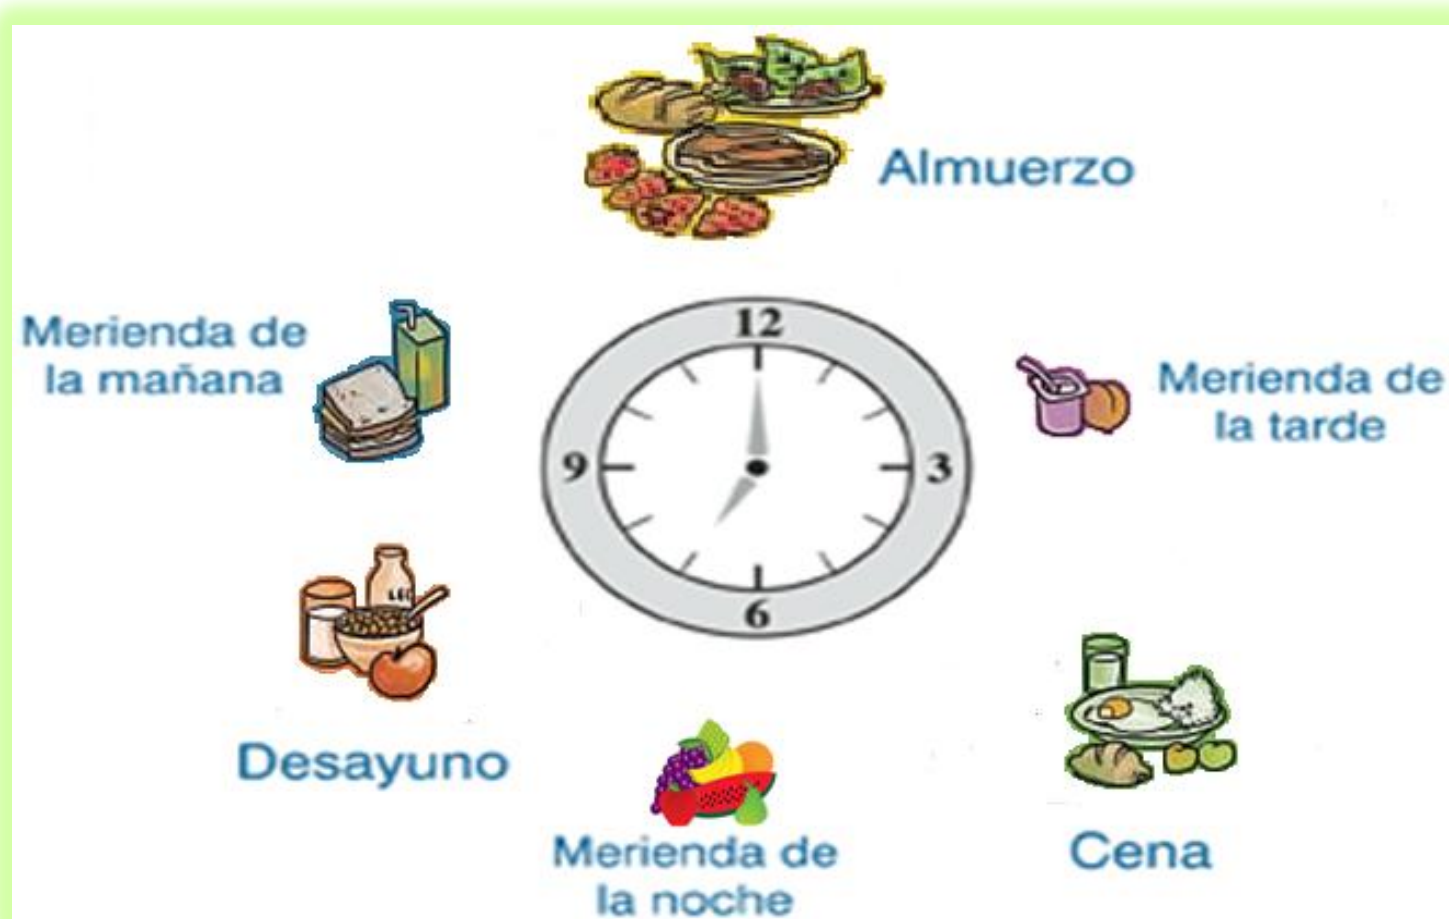 Almuerzo
Merienda de
la mañana
Merienda de
la tarde
12
9
3
6
LEC
Desayuno
Merienda de
la noche
Cena